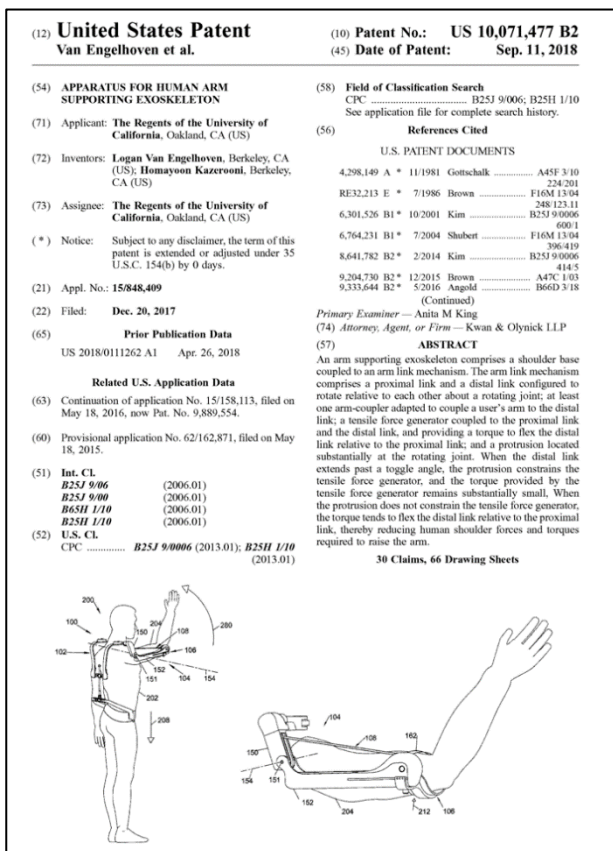 (12) United States Patent
Van Engelhoven et al.
(10) Patent No.: US 10,071,477 B2
(45) Date of Patent: Sep. 11, 2018
(54) APPARATUS FOR HUMAN ARM
SUPPORTING EXOSKELETON
(71) Applicant: The Regents of the University of
California, Oakland, CA (US)
(72) Inventors: Logan Van Engelhoven, Berkeley, CA
(US); Homayoon Kazerooni, Berkeley,
CA (US)
(73) Assignee: The Regents of the University of
California, Oakland, CA (US)
( * ) Notice: Subject to any disclaimer, the term of this
patent is extended or adjusted under 35
U.S.C. 154(b) by 0 days.
(21) Appl. No.: 15/848,409
(22) Filed: Dec. 20, 2017
(65) Prior Publication Data
US 2018/0111262 A1 Apr. 26, 2018
Related U.S. Application Data
(63) Continuation of application No. 15/158,113, filed on
May 18, 2016, now Pat. No. 9,889,554.
(60) Provisional application No. 62/162,871, filed on May
18, 2015.
(51) Int. Cl.
B25J 9/06 (2006.01)
B25J 9/00 (2006.01)
B65H 1/10 (2006.01)
B25H 1/10 (2006.01)
(52) U.S. Cl.
CPC .............. B25J 9/0006 (2013.01); B25H 1/10
(2013.01)
(58) Field of Classification Search
CPC ................................ B25J 9/006; B25H 1/10
See application file for complete search history.
(56) References Cited
U.S. PATENT DOCUMENTS
4,298,149 A * 11/1981 Gottschalk ............... A45F 3/10
224/201
RE32,213 E * 7/1986 Brown .................... F16M 13/04
248/123.11
6,301,526 B1 * 10/2001 Kim ....................... B25J 9/0006
600/1
6,764,231 B1 * 7/2004 Shubert .................. F16M 13/04
396/419
8,641,782 B2 * 2/2014 Kim ....................... B25J 9/0006
414/5
9,204,730 B2 * 12/2015 Brown ...................... A47C 1/03
9,333,644 B2 * 5/2016 Angold ................... B66D 3/18
(Continued)
Primary Examiner — Anita M King
(74) Attorney, Agent, or Firm — Kwan & Olynick LLP
(57) ABSTRACT
An arm supporting exoskeleton comprises a shoulder base
coupled to an arm link mechanism. The arm link mechanism
comprises a proximal link and a distal link configured to
rotate relative to each other about a rotating joint; at least
one arm-coupler adapted to couple a user's arm to the distal
link; a tensile force generator coupled to the proximal link
and the distal link, and providing a torque to flex the distal
link relative to the proximal link; and a protrusion located
substantially at the rotating joint. When the distal link
extends past a toggle angle, the protrusion constrains the
tensile force generator, and the torque provided by the
tensile force generator remains substantially small, When
the protrusion does not constrain the tensile force generator,
the torque tends to flex the distal link relative to the proximal
link, thereby reducing human shoulder forces and torques
required to raise the arm.
30 Claims, 66 Drawing Sheets
200
100
102
150
204
108
106
280
152
151
104
154
202
208
104
108
162
150
154
151
152
204
212
106